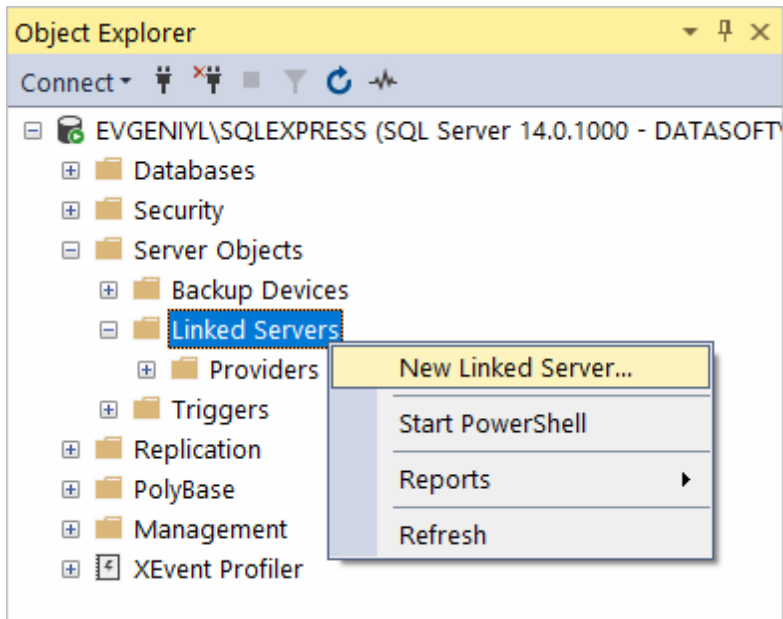 Object Explorer
Connect
EVGENIYL\SQLEXPRESS (SQL Server 14.0.1000 - DATASOFT
Databases
Security
Server Objects
Backup Devices
Linked Servers
Providers
New Linked Server...
Triggers
Start PowerShell
Replication
Reports
PolyBase
Management
Refresh
XEvent Profiler